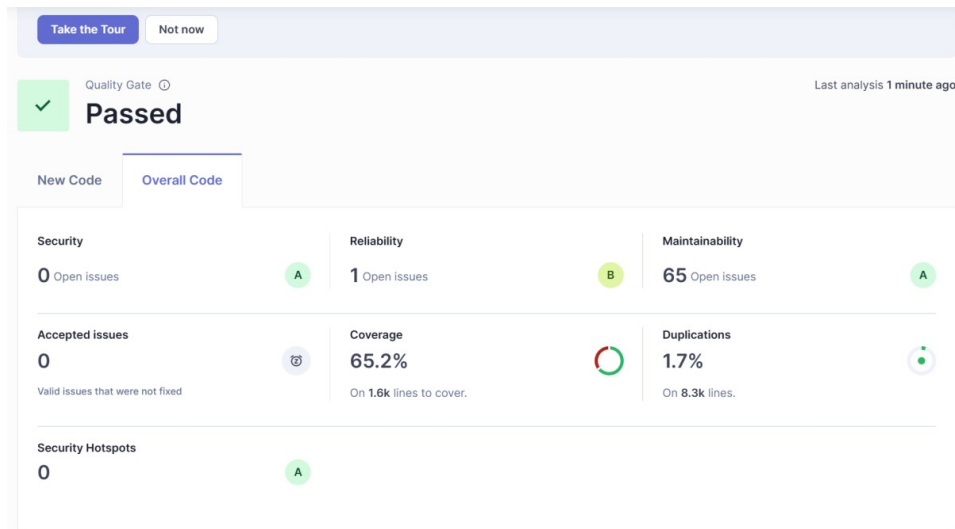 Take the Tour Not now
Quality Gate
Passed
Last analysis 1 minute ago
New Code Overall Code
Security Reliability Maintainability
0 Open issues A 1 Open issues B 65 Open issues A
Accepted issues Coverage Duplications
0 65.2% 1.7%
Valid issues that were not fixed On 1.6k lines to cover. On 8.3k lines.
Security Hotspots
0 A